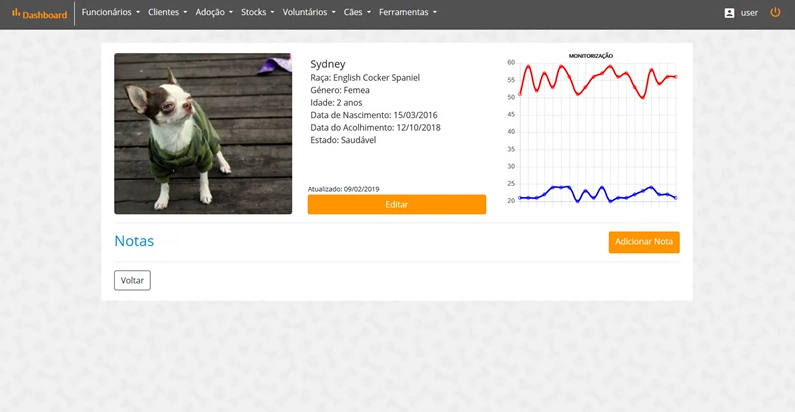 Dashboard Funcionários Clientes Adoção Stocks Voluntários Cães Ferramentas user
Sydney
Raça: English Cocker Spaniel
Género: Femea
Idade: 2 anos
Data de Nascimento: 15/03/2016
Data do Acolhimento: 12/10/2018
Estado: Saudável
Atualizado: 09/02/2019
Editar
MONITORIZAÇÃO
60
55
50
45
40
35
30
25
20
Notas
Adicionar Nota
Voltar